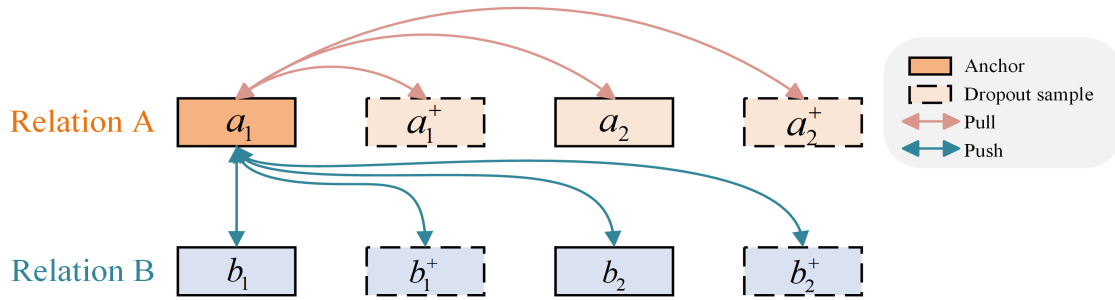 Relation A
a₁
a₁⁺
a₂
a₂⁺
Anchor
Dropout sample
Pull
Push
Relation B
b₁
b₁⁺
b₂
b₂⁺